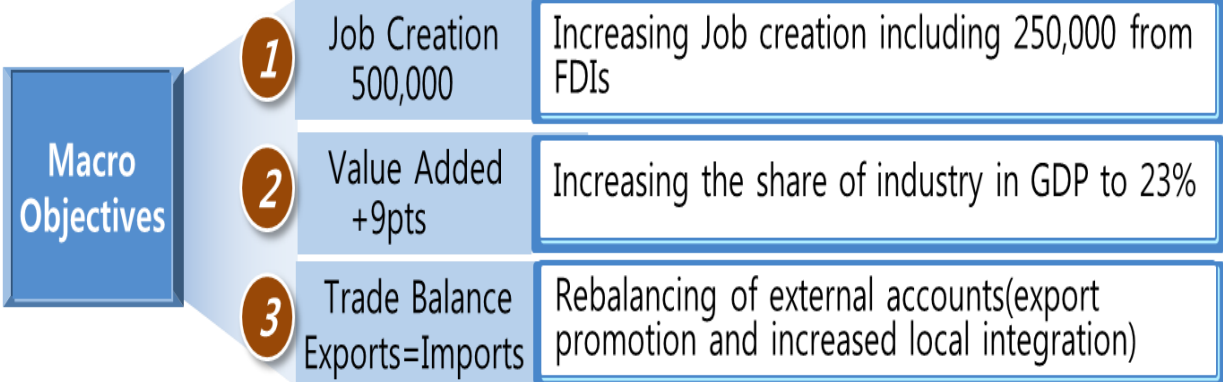 Macro
Objectives
1
Job Creation
500,000
Increasing Job creation including 250,000 from
FDIs
2
Value Added
+9pts
Increasing the share of industry in GDP to 23%
3
Trade Balance
Exports=Imports
Rebalancing of external accounts(export
promotion and increased local integration)